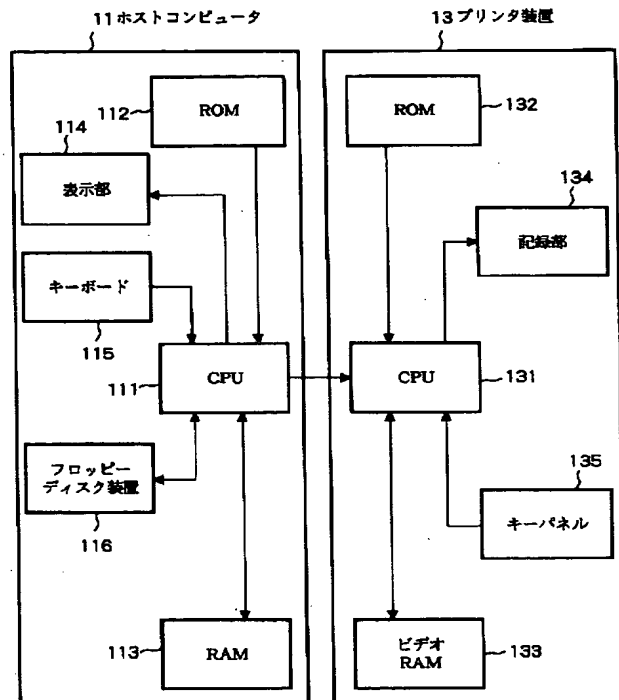 11ホストコンピュータ
13プリンタ装置
112
ROM
ROM
132
114
表示部
134
記録部
キーボード
115
111
CPU
CPU
131
フロッピー
ディスク装置
116
135
キーパネル
113
RAM
ビデオ
RAM
133